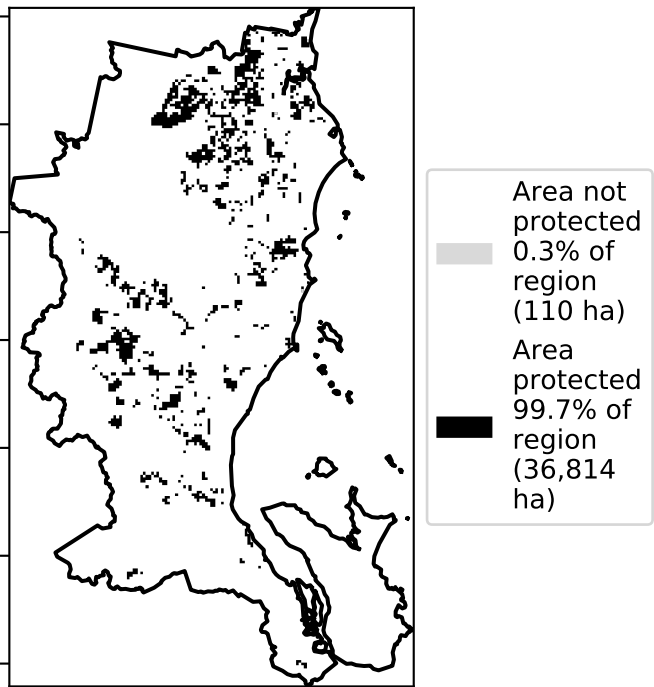 Area not
protected
0.3% of
region
(110 ha)
Area
protected
99.7% of
region
(36,814
ha)